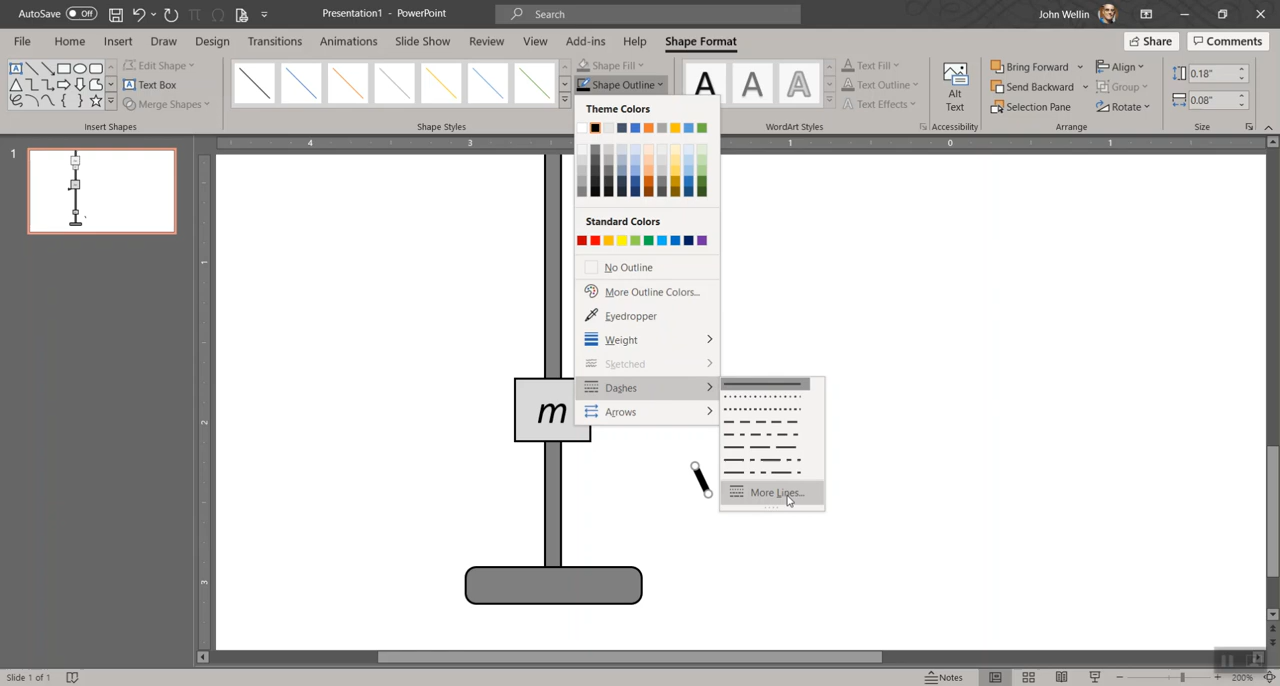 AutoSave Off
Presentation1 - PowerPoint
Search
John Wellin
File Home Insert Draw Design Transitions Animations Slide Show Review View Add-ins Help Shape Format
Share Comments
Edit Shape
Text Box
Merge Shapes
Insert Shapes
Shape Styles
Shape Fill
Shape Outline
A A A
WordArt Styles
Text Fill
Text Outline
Text Effects
Alt
Text
Accessibility
Bring Forward
Send Backward
Selection Pane
Align
Group
Rotate
Arrange
0.18"
0.08"
Size
Theme Colors
Standard Colors
No Outline
More Outline Colors...
Eyedropper
Weight
Sketched
Dashes
Arrows
More Lines...
1
4 3 1 0 1
1
2
3
m
Slide 1 of 1
Notes
200%